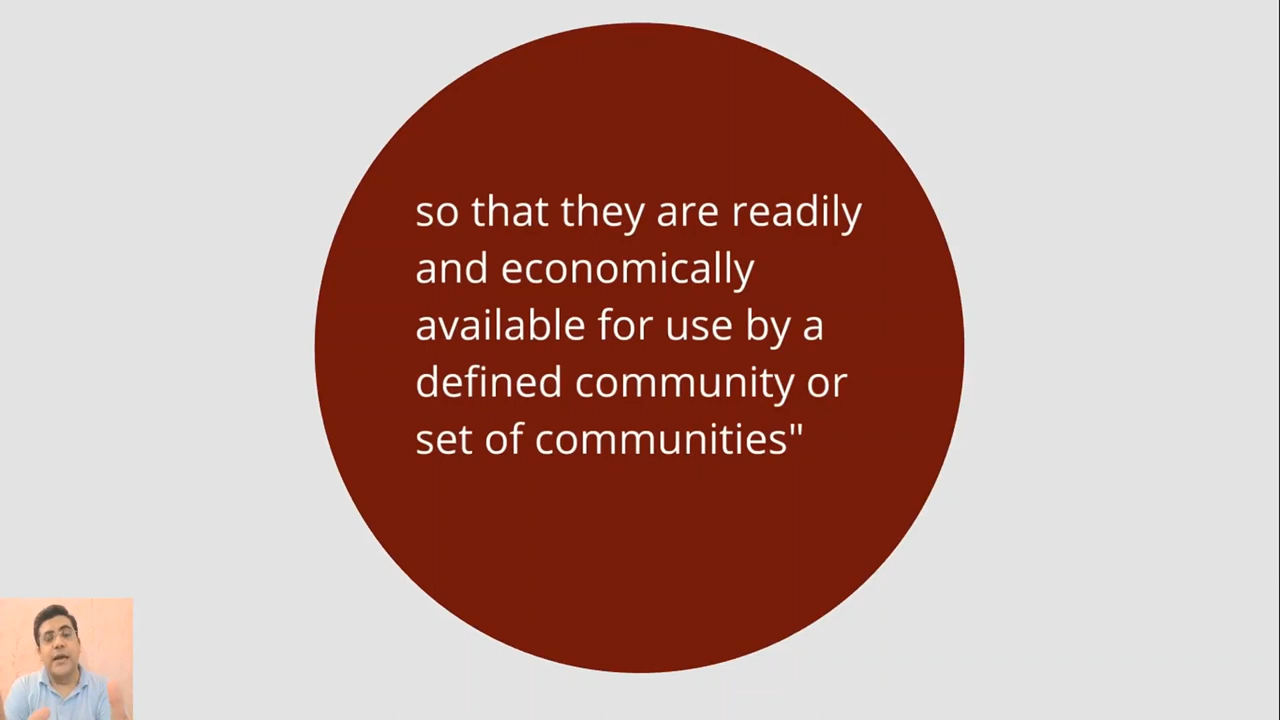 so that they are readily
and economically
available for use by a
defined community or
set of communities"